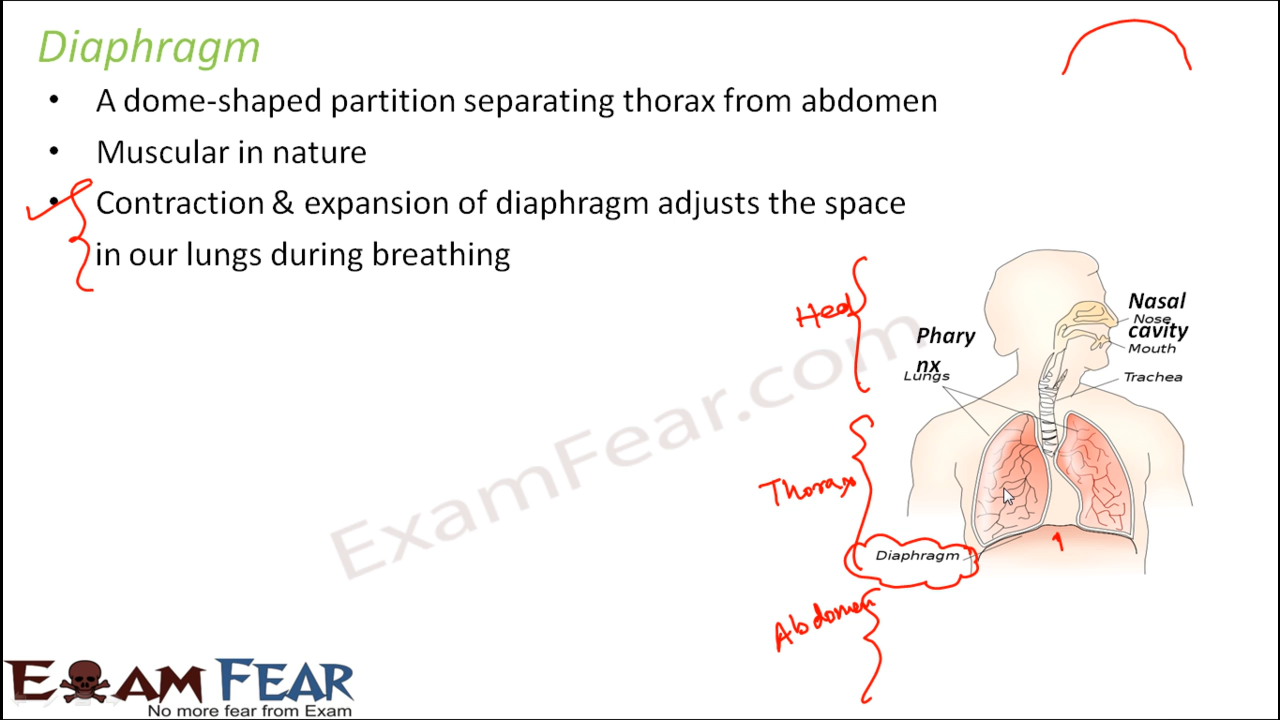 Diaphragm
• A dome-shaped partition separating thorax from abdomen
• Muscular in nature
• Contraction & expansion of diaphragm adjusts the space
in our lungs during breathing
Head
Nasal
Nose
cavity
Mouth
Phary
nx
Lungs
Trachea
Thorax
Diaphragm
Abdomen
ExamFear.com
EXAM FEAR
No more fear from Exam